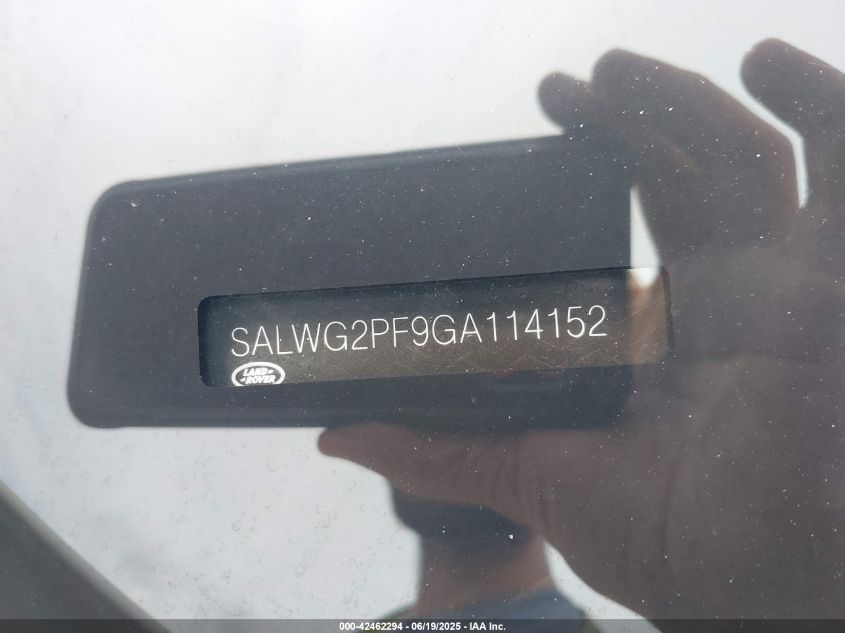 SALWG2PF9GA114152
LAND
ROVER
000-42462294 - 06/19/2025 - IAA Inc.